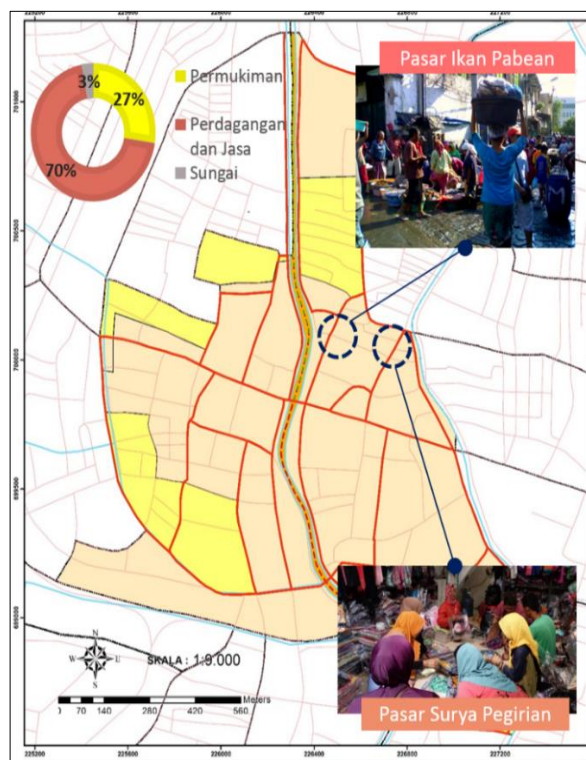 Pasar Ikan Pabean
3%
27%
70%
Permukiman
Perdagangan
dan Jasa
Sungai
N
W
E
S
SKALA : 1:9.000
Meters
0 70 140 280 420 560
Pasar Surya Pegirian